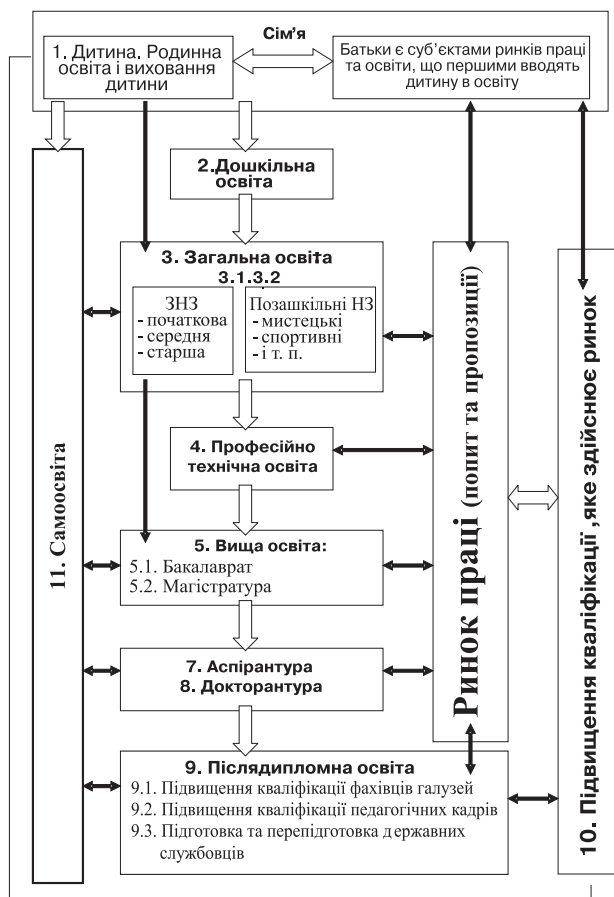 Сім’я
1. Дитина. Родинна
освіта і виховання
дитини
Батьки є суб’єктами ринків праці
та освіти, що першими вводять
дитину в освіту
2.Дошкільна
освіта
3. Загальна освіта
3.1.3.2
ЗНЗ
- початкова
- середня
- старша
Позашкільні НЗ
- мистецькі
- спортивні
- і т. п.
4. Професійно
технічна освіта
5. Вища освіта:
5.1. Бакалаврат
5.2. Магістратура
7. Аспірантура
8. Докторантура
9. Післядипломна освіта
9.1. Підвищення кваліфікації фахівців галузей
9.2. Підвищення кваліфікації педагогічних кадрів
9.3. Підготовка та перепідготовка державних
службовців
11. Самоосвіта
Ринок праці (попит та пропозиції)
10. Підвищення кваліфікації ,яке здійснює ринок